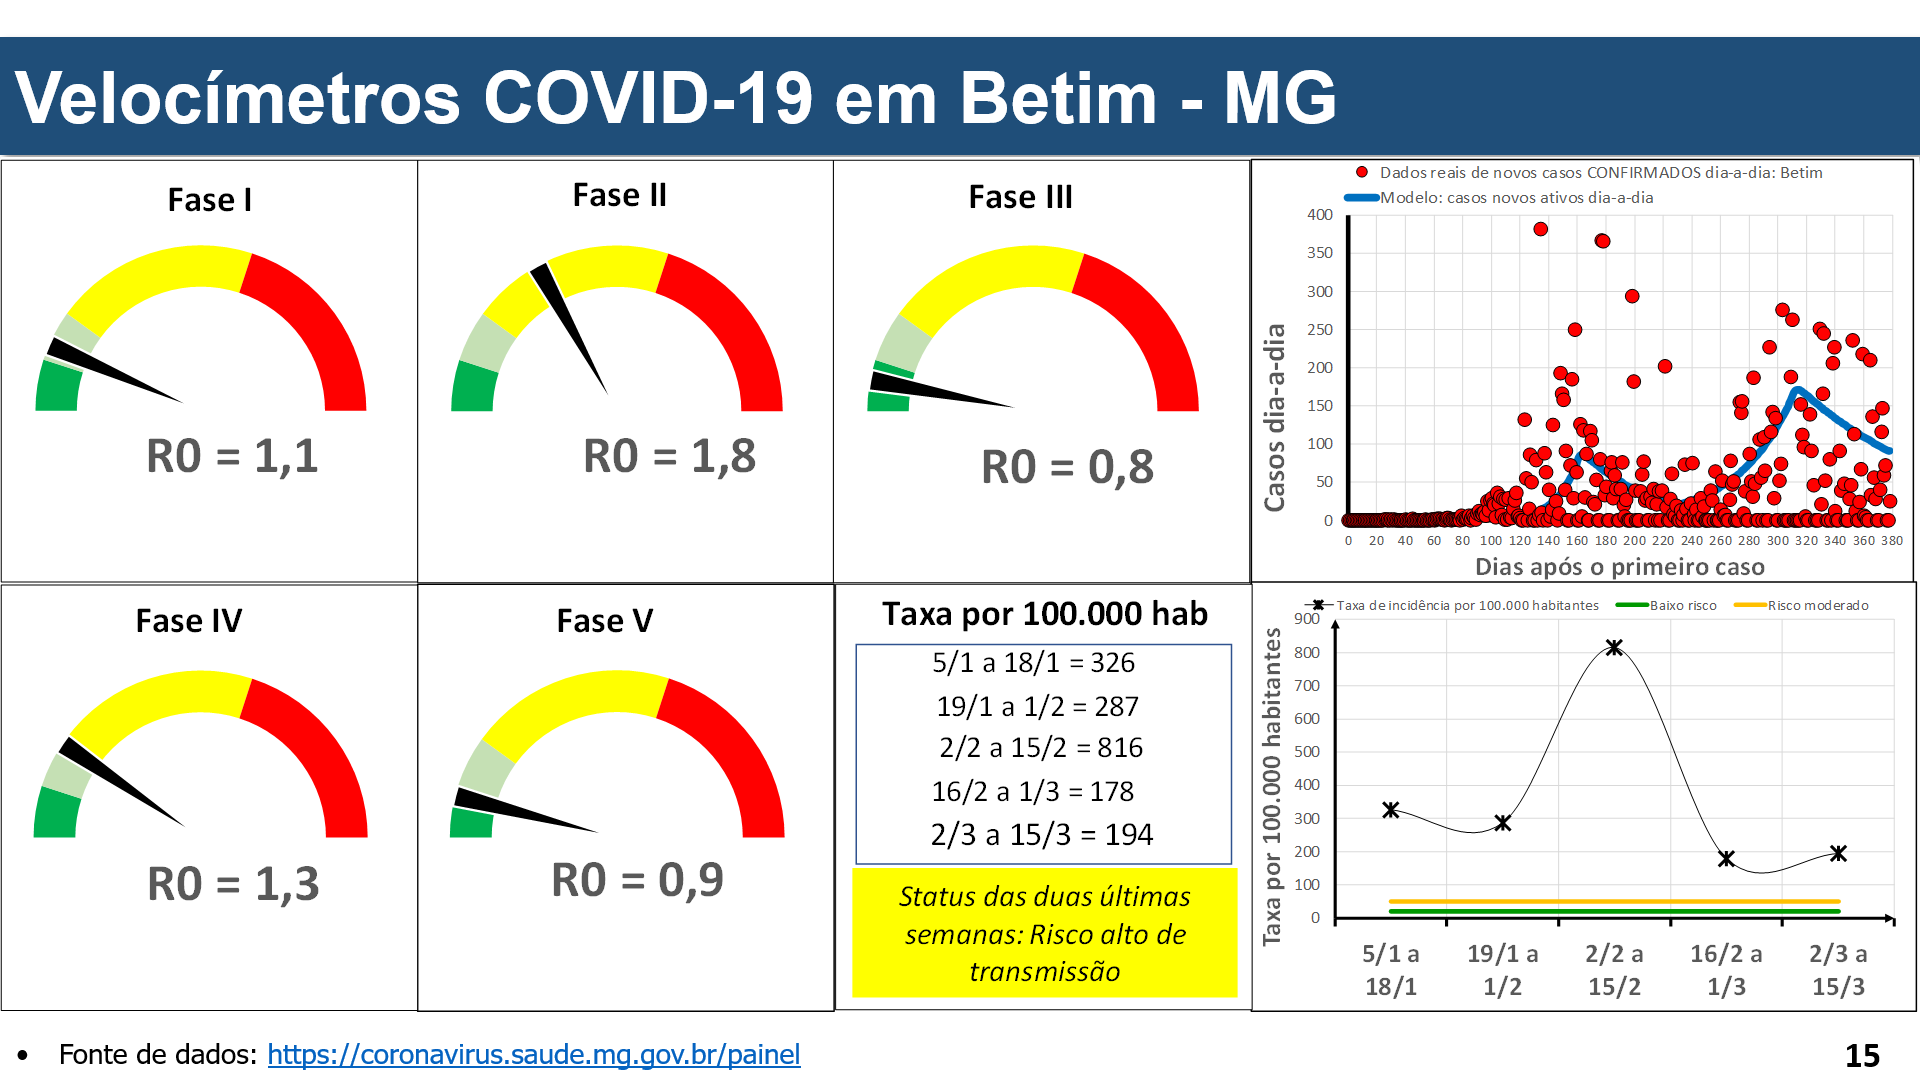 Velocímetros COVID-19 em Betim - MG
Fase I
R0 = 1,1
Fase II
R0 = 1,8
Fase III
R0 = 0,8
Dados reais de novos casos CONFIRMADOS dia-a-dia: Betim
Modelo: casos novos ativos dia-a-dia
Casos dia-a-dia
400
350
300
250
200
150
100
50
0
0 20 40 60 80 100 120 140 160 180 200 220 240 260 280 300 320 340 360 380
Dias após o primeiro caso
Fase IV
R0 = 1,3
Fase V
R0 = 0,9
Taxa por 100.000 hab
5/1 a 18/1 = 326
19/1 a 1/2 = 287
2/2 a 15/2 = 816
16/2 a 1/3 = 178
2/3 a 15/3 = 194
Status das duas últimas
semanas: Risco alto de
transmissão
Taxa de incidência por 100.000 habitantes Baixo risco Risco moderado
Taxa por 100.000 habitantes
900
800
700
600
500
400
300
200
100
0
5/1 a 19/1 a 2/2 a 16/2 a 2/3 a
18/1 1/2 15/2 1/3 15/3
• Fonte de dados: https://coronavirus.saude.mg.gov.br/painel
15